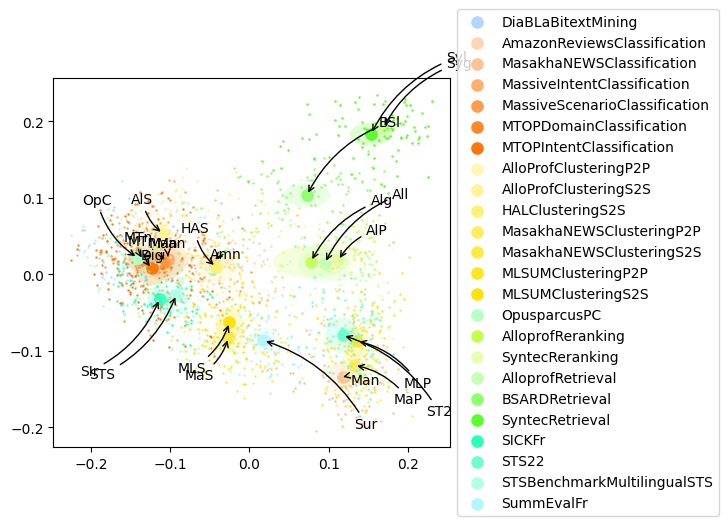 DiaBLaBitextMining
AmazonReviewsClassification
MasakhaNEWSClassification
MassiveIntentClassification
MassiveScenarioClassification
MTOPDomainClassification
MTOPIntentClassification
AlloProfClusteringP2P
AlloProfClusteringS2S
HALClusteringS2S
MasakhaNEWSClusteringP2P
MasakhaNEWSClusteringS2S
MLSUMClusteringP2P
MLSUMClusteringS2S
OpusparcusPC
AlloprofReranking
SyntecReranking
AlloprofRetrieval
BSARDRetrieval
SyntecRetrieval
SICKFr
STS22
STSBenchmarkMultilingualSTS
SummEvalFr
BSl
OpC
AlS
Alg
All
HAS
AlP
MTn
Man
Amn
Dig
STS
MLS
MaS
Man
MLP
MaP
ST2
Sur
0.2
0.1
0.0
−0.1
−0.2
−0.2
−0.1
0.0
0.1
0.2